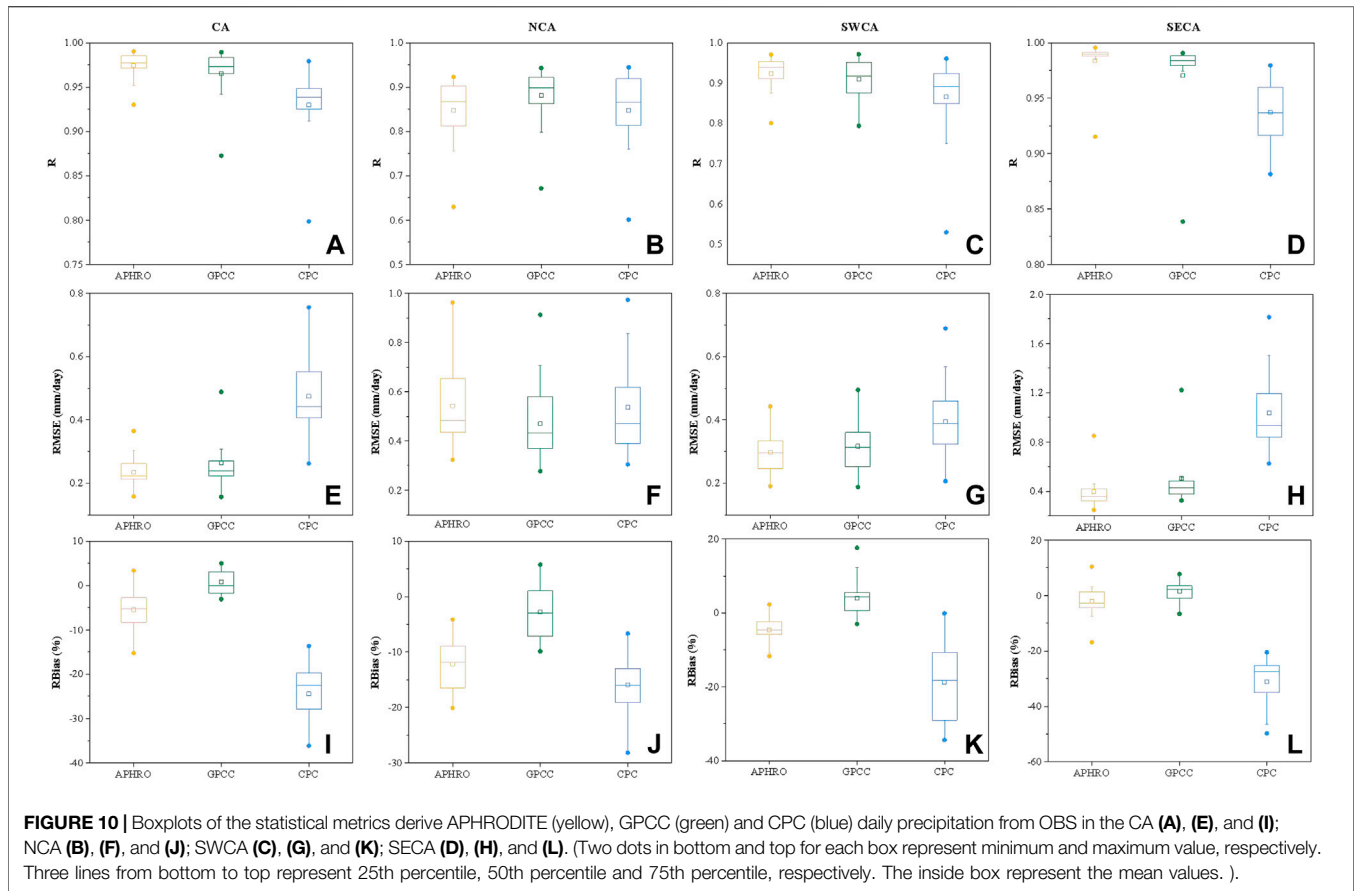 CA
NCA
SWCA
SECA
1.00
0.95
0.90
0.85
0.80
0.75
R
APHRO
GPCC
CPC
A
1.0
0.9
0.8
0.7
0.6
0.5
R
APHRO
GPCC
CPC
B
1.0
0.9
0.8
0.7
0.6
0.5
R
APHRO
GPCC
CPC
C
1.00
0.95
0.90
0.85
0.80
R
APHRO
GPCC
CPC
D
0.8
0.6
0.4
0.2
RMSE (mm/day)
APHRO
GPCC
CPC
E
1.0
0.8
0.6
0.4
0.2
RMSE (mm/day)
APHRO
GPCC
CPC
F
0.8
0.6
0.4
0.2
RMSE (mm/day)
APHRO
GPCC
CPC
G
2.0
1.6
1.2
0.8
0.4
RMSE (mm/day)
APHRO
GPCC
CPC
H
10
0
-10
-20
-30
-40
RBias (%)
APHRO
GPCC
CPC
I
10
0
-10
-20
-30
RBias (%)
APHRO
GPCC
CPC
J
20
0
-20
-40
RBias (%)
APHRO
GPCC
CPC
K
20
0
-20
-40
-60
RBias (%)
APHRO
GPCC
CPC
L
FIGURE 10 | Boxplots of the statistical metrics derive APHRODITE (yellow), GPCC (green) and CPC (blue) daily precipitation from OBS in the CA (A), (E), and (I);
NCA (B), (F), and (J); SWCA (C), (G), and (K); SECA (D), (H), and (L). (Two dots in bottom and top for each box represent minimum and maximum value, respectively.
Three lines from bottom to top represent 25th percentile, 50th percentile and 75th percentile, respectively. The inside box represent the mean values. ).